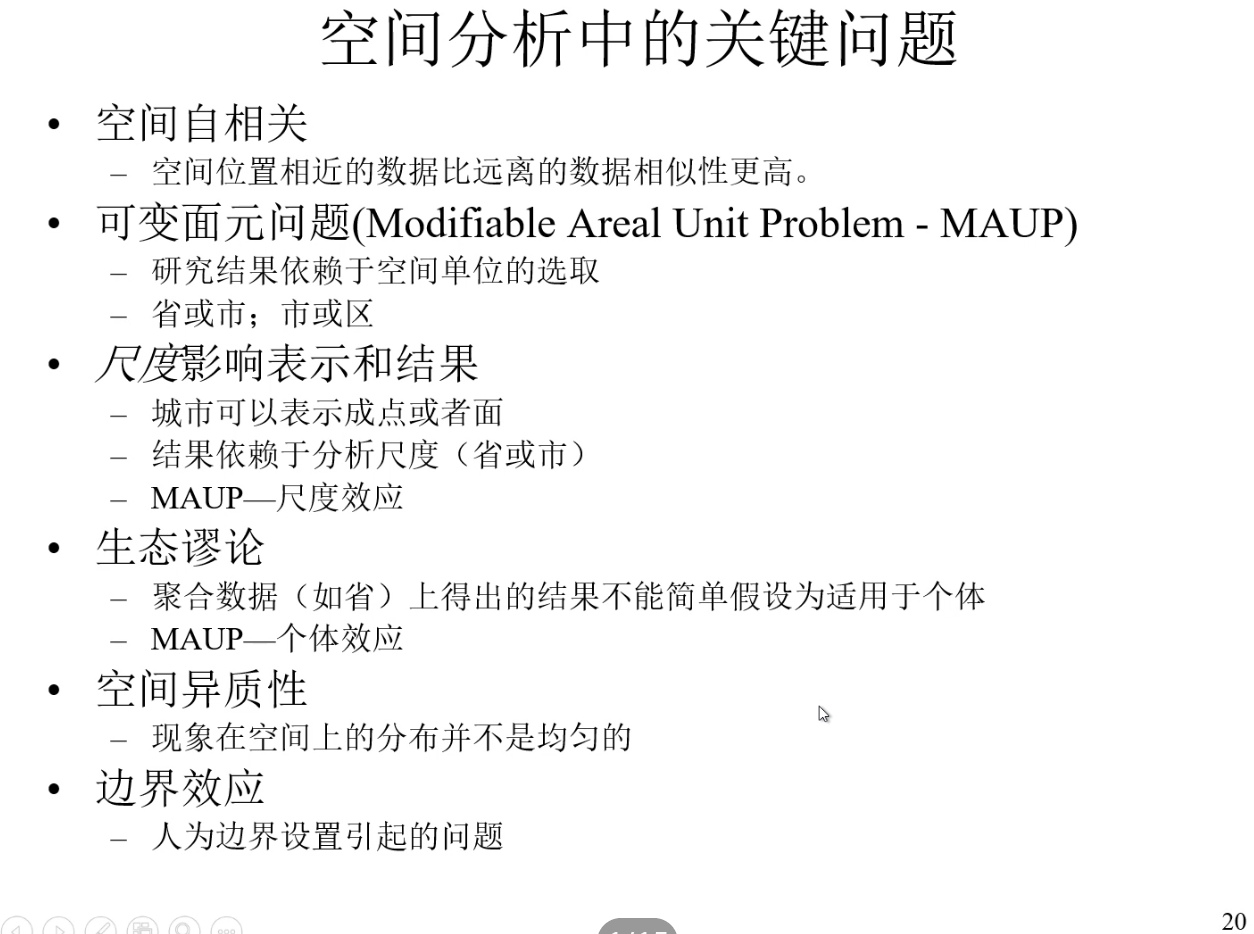 空间分析中的关键问题
• 空间自相关
– 空间位置相近的数据比远离的数据相似性更高。
• 可变面元问题(Modifiable Areal Unit Problem - MAUP)
– 研究结果依赖于空间单位的选取
– 省或市；市或区
• 尺度影响表示和结果
– 城市可以表示成点或者面
– 结果依赖于分析尺度（省或市）
– MAUP—尺度效应
• 生态谬论
– 聚合数据（如省）上得出的结果不能简单假设为适用于个体
– MAUP—个体效应
• 空间异质性
– 现象在空间上的分布并不是均匀的
• 边界效应
– 人为边界设置引起的问题
20